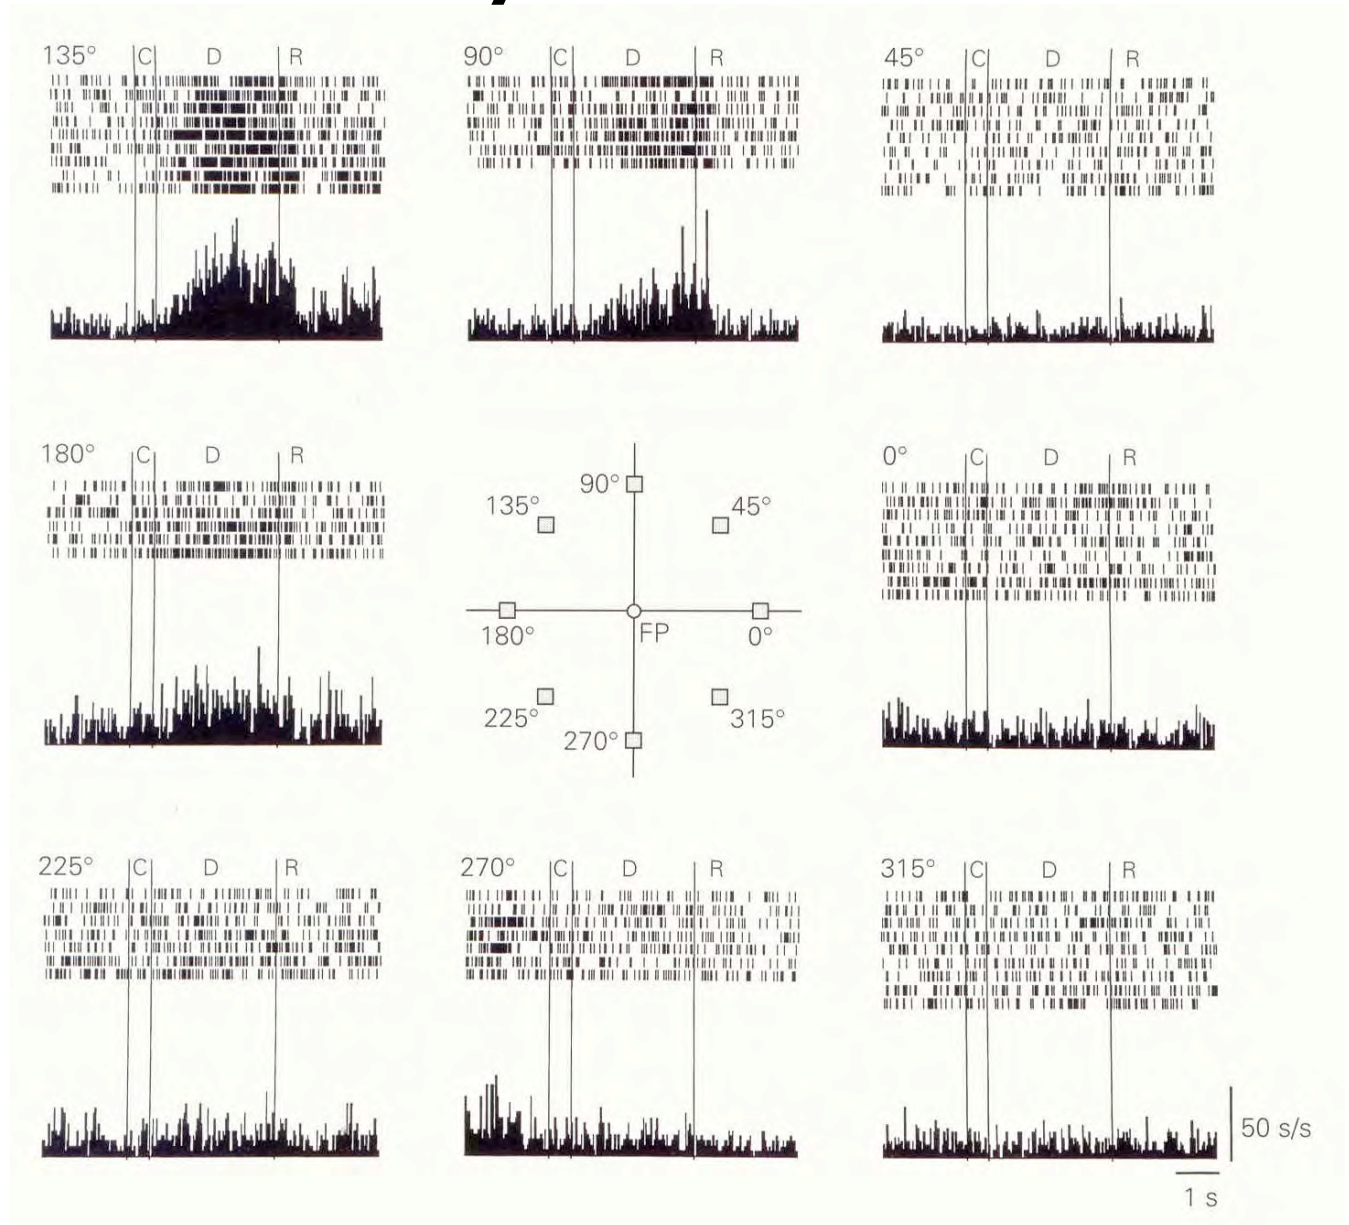 135° C D R
90° C D R
45° C D R
180° C D R
90°
135° 45°
180° FP 0°
225° 315°
270°
0° C D R
225° C D R
270° C D R
315° C D R
50 s/s
1 s